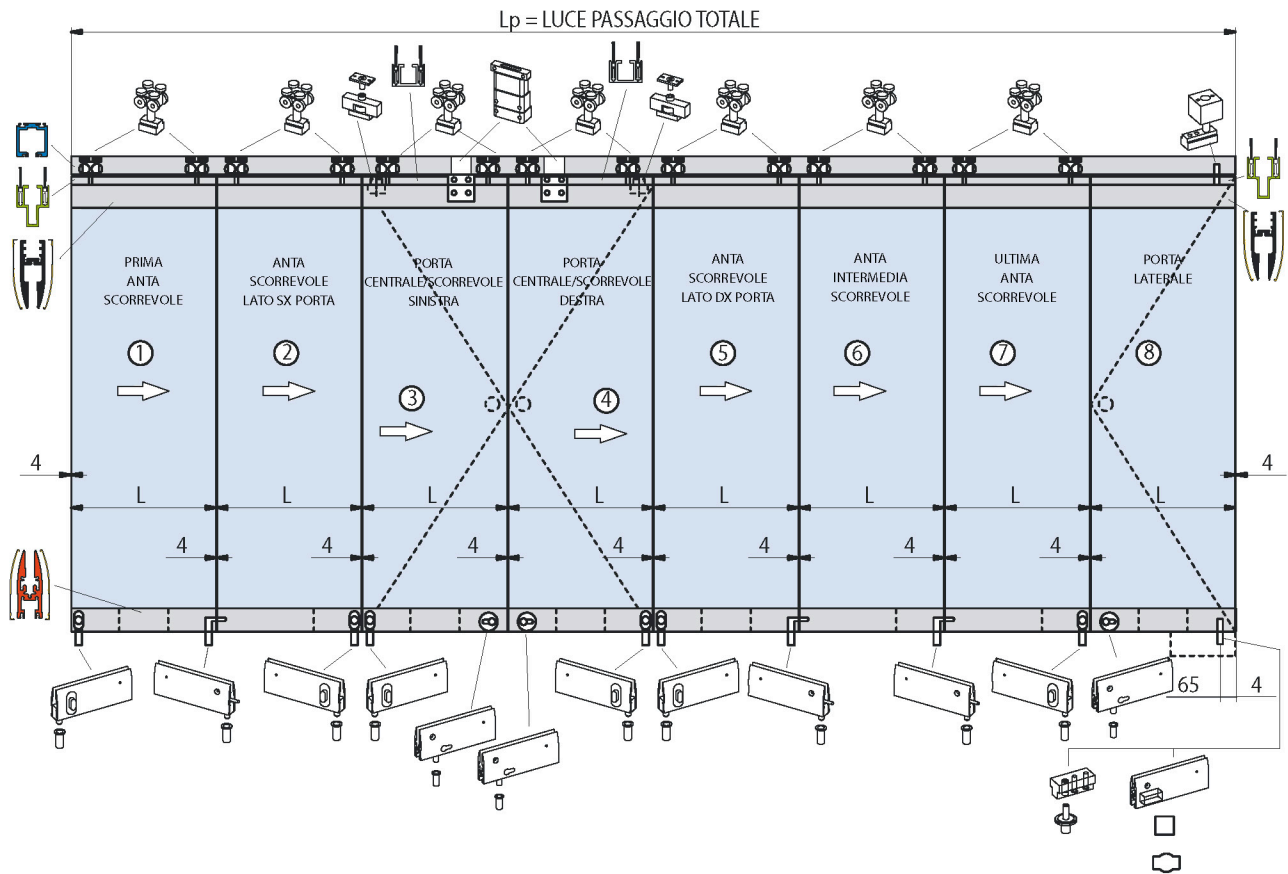 Lp = LUCE PASSAGGIO TOTALE
PRIMA
ANTA
SCORREVOLE
ANTA
SCORREVOLE
LATO SX PORTA
PORTA
CENTRALE/SCORREVOLE
SINISTRA
PORTA
CENTRALE/SCORREVOLE
DESTRA
ANTA
SCORREVOLE
LATO DX PORTA
ANTA
INTERMEDIA
SCORREVOLE
ULTIMA
ANTA
SCORREVOLE
PORTA
LATERALE
1
2
3
4
5
6
7
8
4
4
L
L
L
L
L
L
L
L
4
4
4
4
4
4
4
65
4